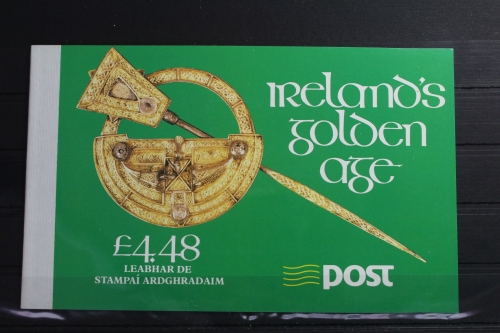 Ireland's
golden
age
£4.48
LEABHAR DE
STAMPAÍ ARDGHRADAIM
post